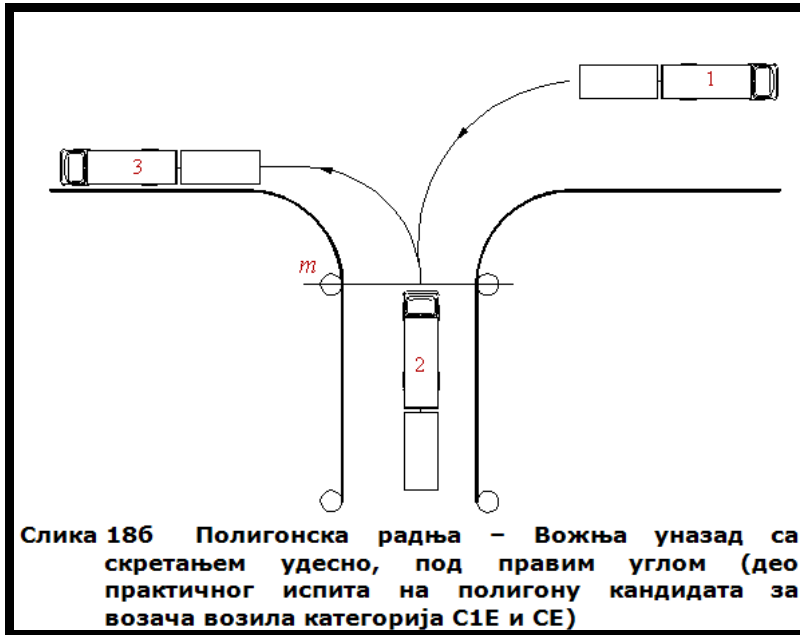 1
3
m
2
Слика 18б Полигонска радња – Вожња уназад са
скретањем удесно, под правим углом (део
практичног испита на полигону кандидата за
возача возила категорија C1E и CE)